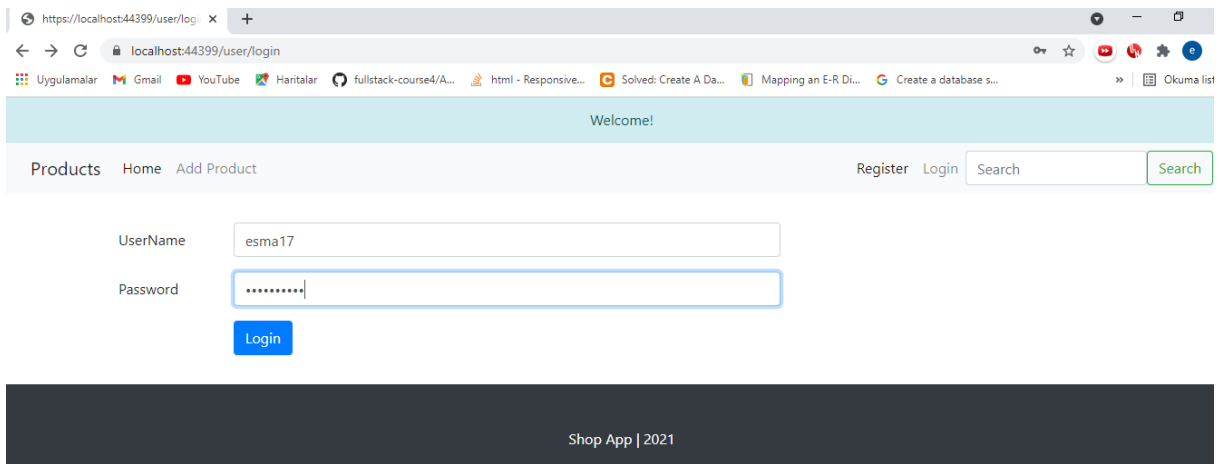 https://localhost:44399/user/logi
localhost:44399/user/login
Uygulamalar Gmail YouTube Haritalar fullstack-course4/A... html - Responsive... Solved: Create A Da... Mapping an E-R Di... Create a database s... » Okuma list
Welcome!
Products Home Add Product Register Login Search Search
UserName esma17
Password ••••••••••
Login
Shop App | 2021